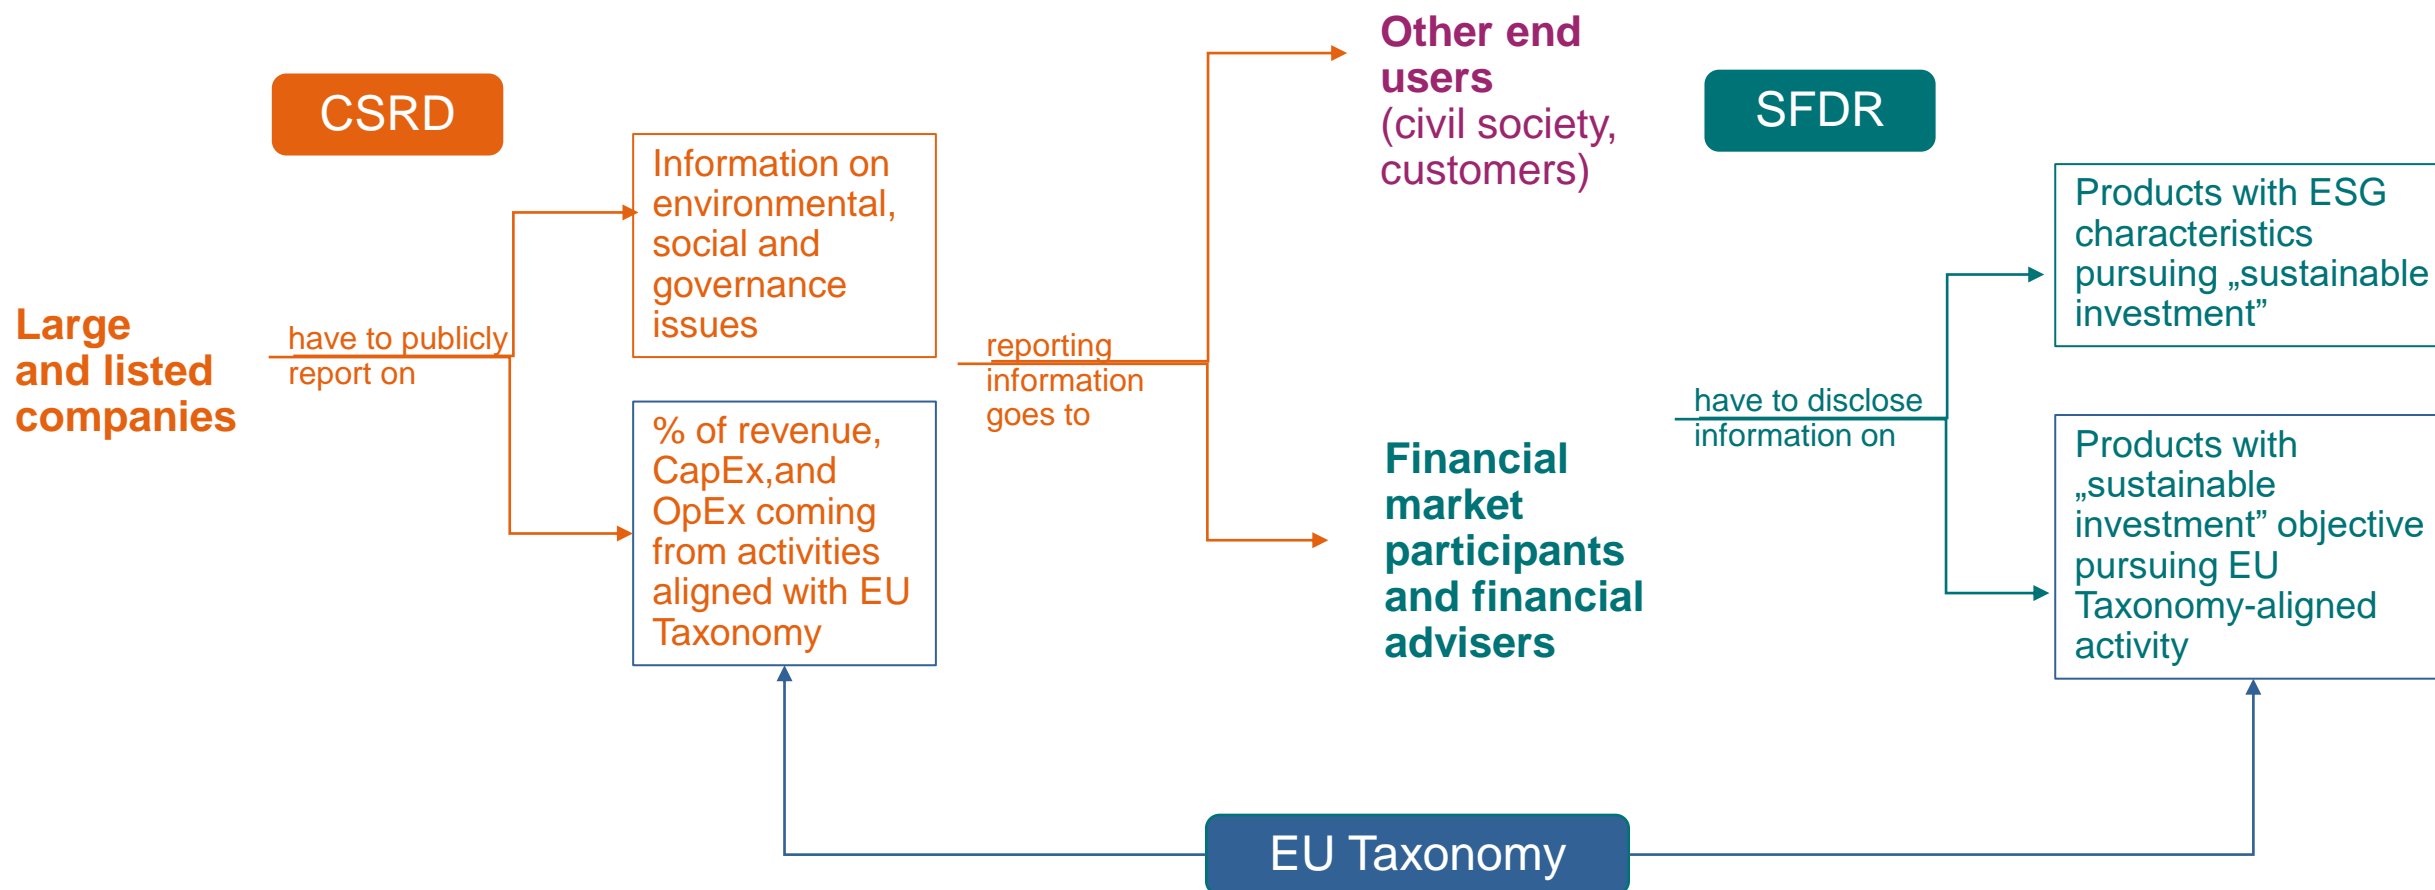 CSRD
Large
and listed
companies
have to publicly
report on
Information on
environmental,
social and
governance
issues
% of revenue,
CapEx,and
OpEx coming
from activities
aligned with EU
Taxonomy
reporting
information
goes to
Other end
users
(civil society,
customers)
Financial
market
participants
and financial
advisers
SFDR
have to disclose
information on
Products with ESG
characteristics
pursuing „sustainable
investment”
Products with
„sustainable
investment” objective
pursuing EU
Taxonomy-aligned
activity
EU Taxonomy